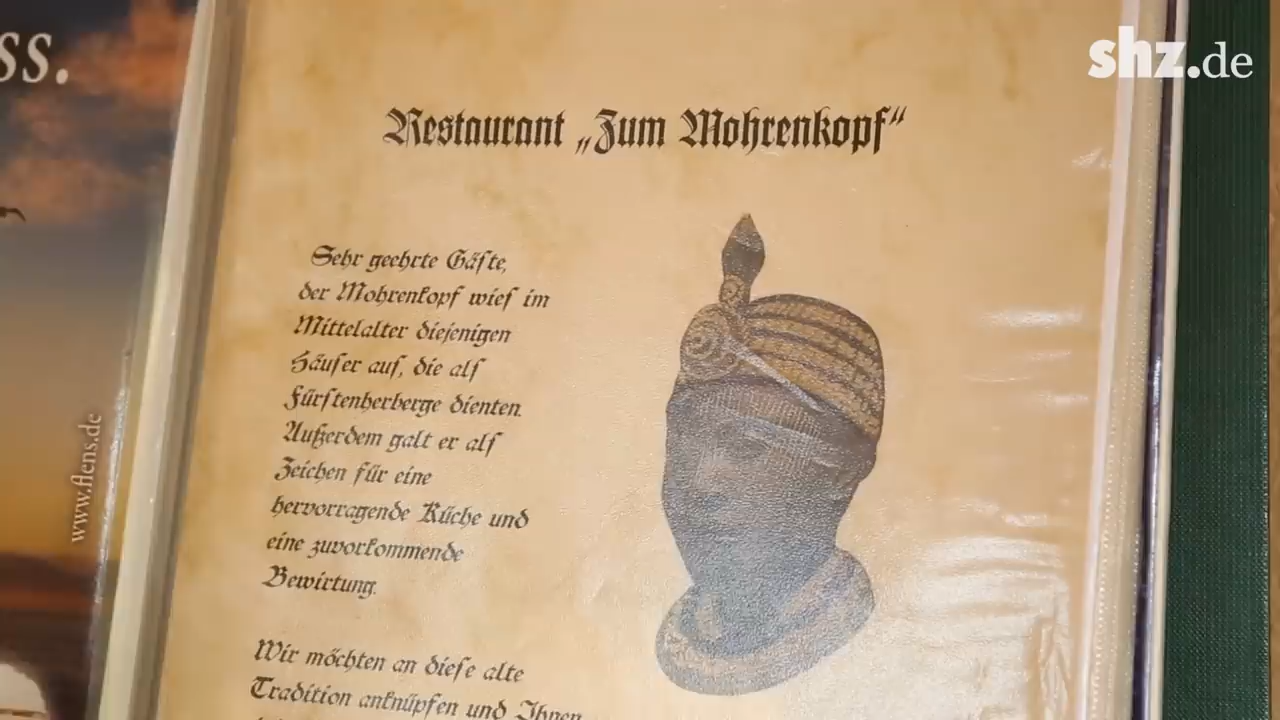 ss.
shz.de
Restaurant „Zum Mohrenkopf“
Sehr geehrte Gäste,
der Mohrenkopf wies im
Mittelalter diejenigen
Häuser aus, die als
Fürstenherberge dienten.
Außerdem galt er als
Zeichen für eine
hervorragende Küche und
eine zuvorkommende
Bewirtung.
Wir möchten an diese alte
Tradition anknüpfen und Ihnen
www.flens.de